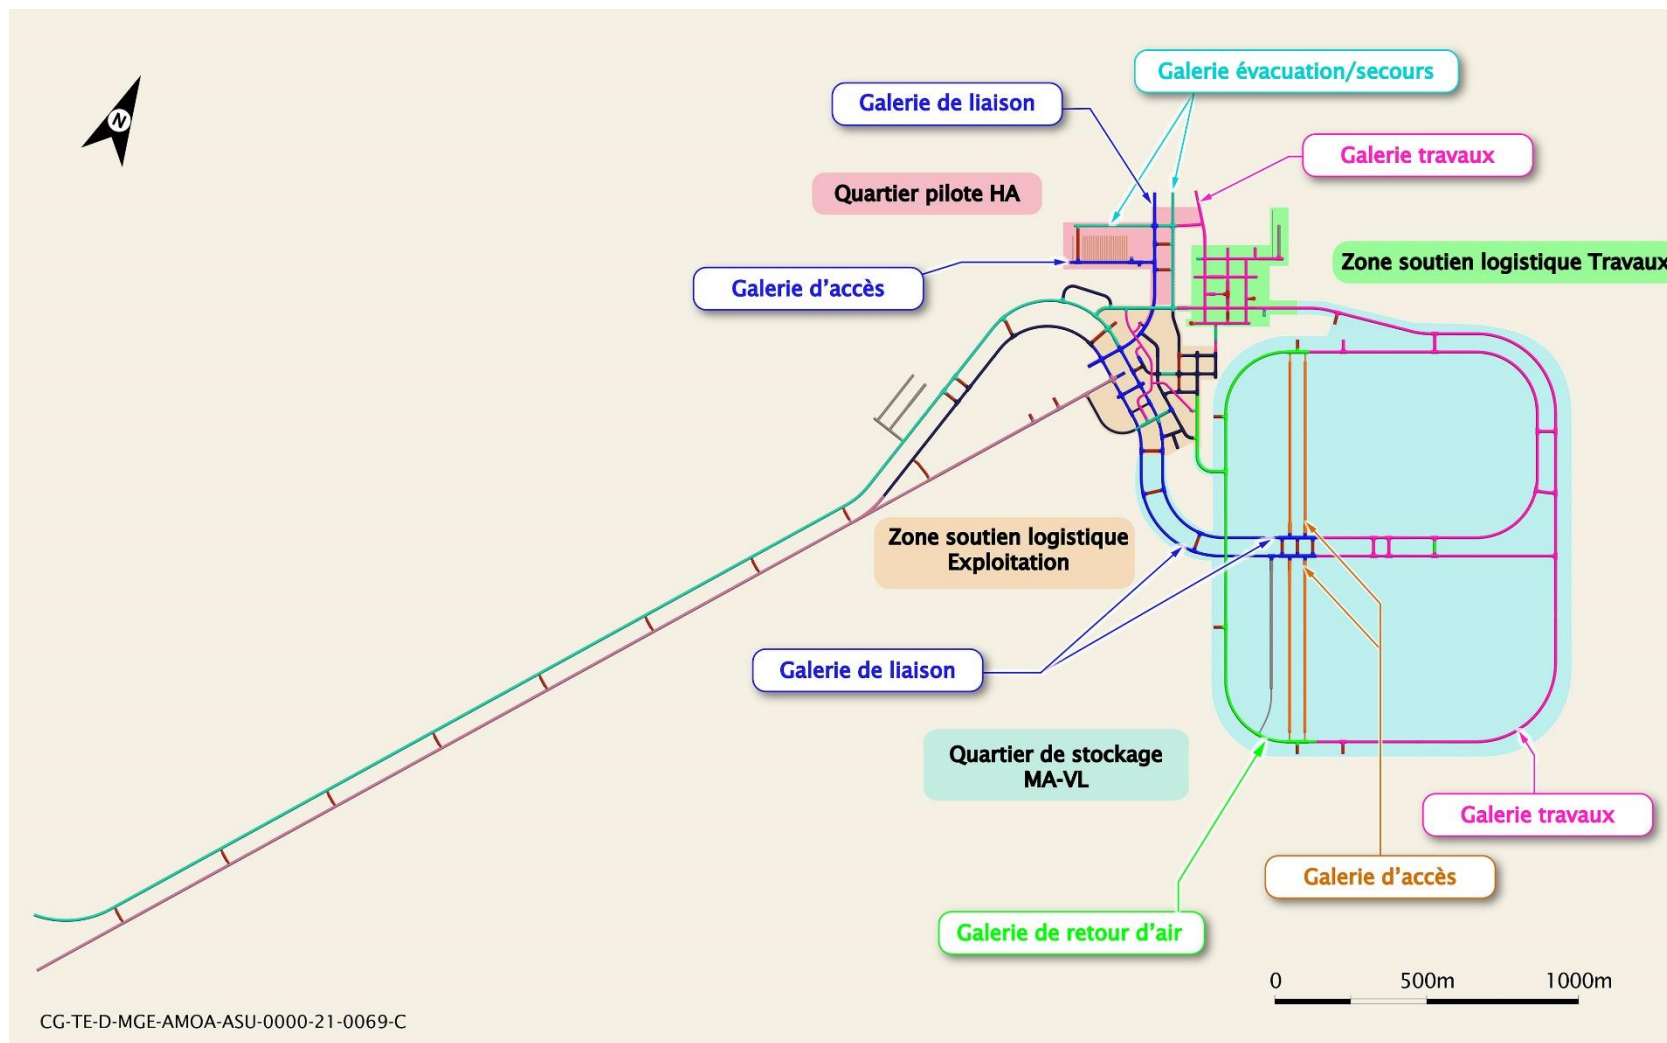 Galerie évacuation/secours
Galerie de liaison
N
Galerie travaux
Quartier pilote HA
Zone soutien logistique Travaux
Galerie d’accès
Zone soutien logistique
Exploitation
Galerie de liaison
Quartier de stockage
MA-VL
Galerie travaux
Galerie d’accès
Galerie de retour d’air
0 500m 1000m
CG-TE-D-MGE-AMOA-ASU-0000-21-0069-C